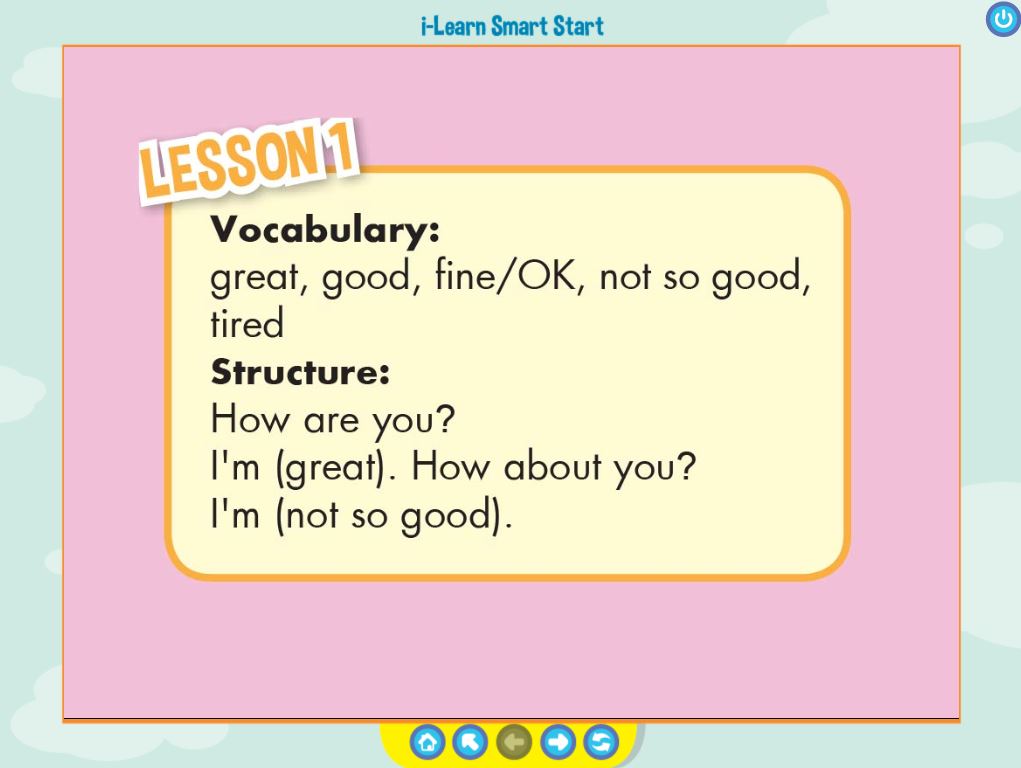 i-Learn Smart Start
LESSON 1
Vocabulary:
great, good, fine/OK, not so good,
tired
Structure:
How are you?
I'm (great). How about you?
I'm (not so good).